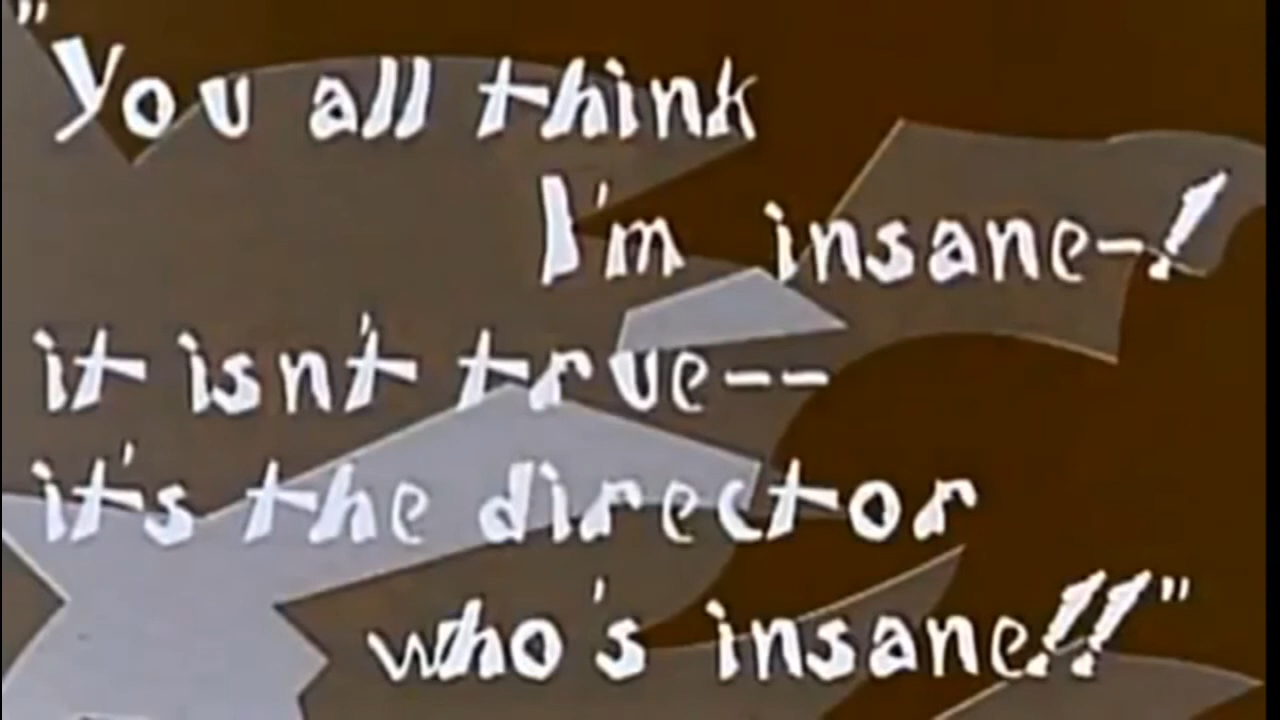 "You all think
I'm insane-!
it isn't true--
it's the director
who's insane!!"